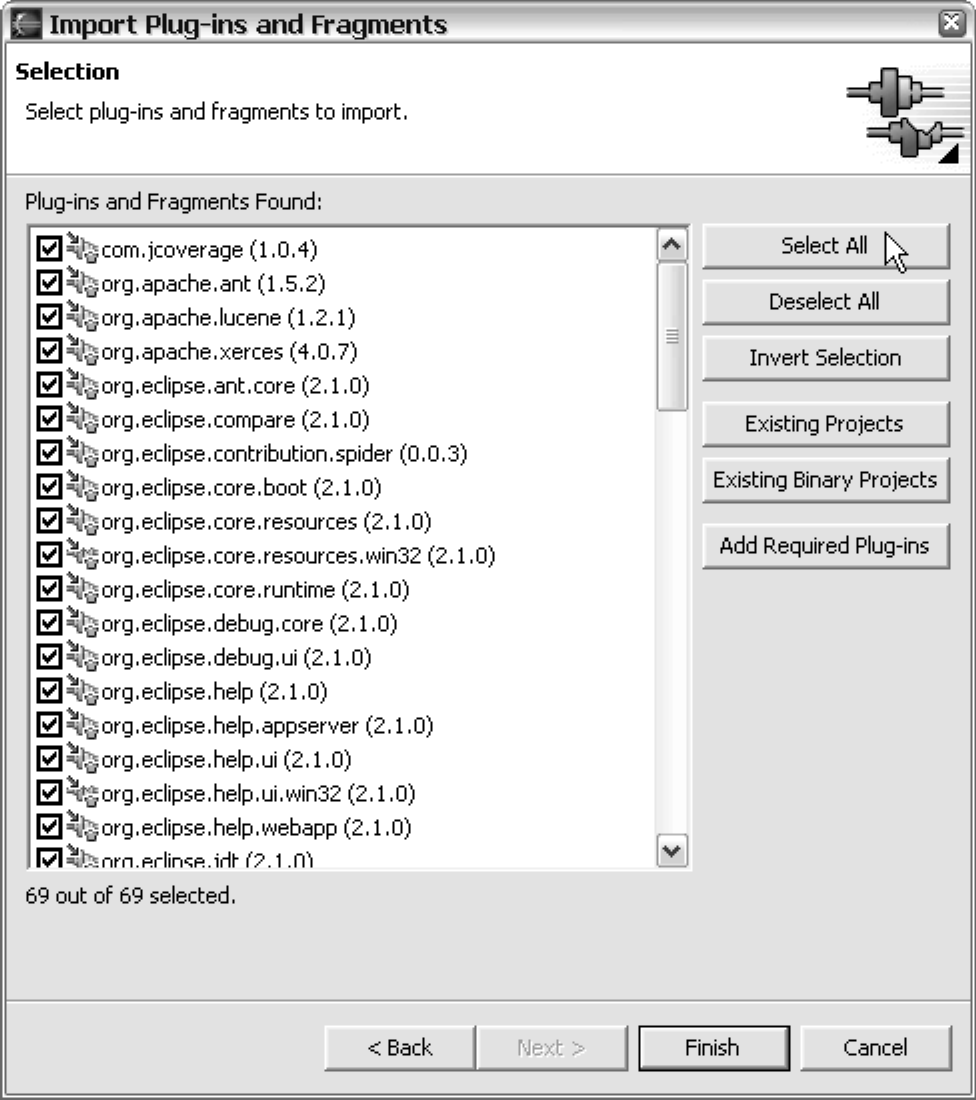 Import Plug-ins and Fragments
Selection
Select plug-ins and fragments to import.
Plug-ins and Fragments Found:
com.jcoverage (1.0.4)
org.apache.ant (1.5.2)
org.apache.lucene (1.2.1)
org.apache.xerces (4.0.7)
org.eclipse.ant.core (2.1.0)
org.eclipse.compare (2.1.0)
org.eclipse.contribution.spider (0.0.3)
org.eclipse.core.boot (2.1.0)
org.eclipse.core.resources (2.1.0)
org.eclipse.core.resources.win32 (2.1.0)
org.eclipse.core.runtime (2.1.0)
org.eclipse.debug.core (2.1.0)
org.eclipse.debug.ui (2.1.0)
org.eclipse.help (2.1.0)
org.eclipse.help.appserver (2.1.0)
org.eclipse.help.ui (2.1.0)
org.eclipse.help.ui.win32 (2.1.0)
org.eclipse.help.webapp (2.1.0)
org.eclipse.jdt (2.1.0)
Select All
Deselect All
Invert Selection
Existing Projects
Existing Binary Projects
Add Required Plug-ins
69 out of 69 selected.
< Back
Next >
Finish
Cancel